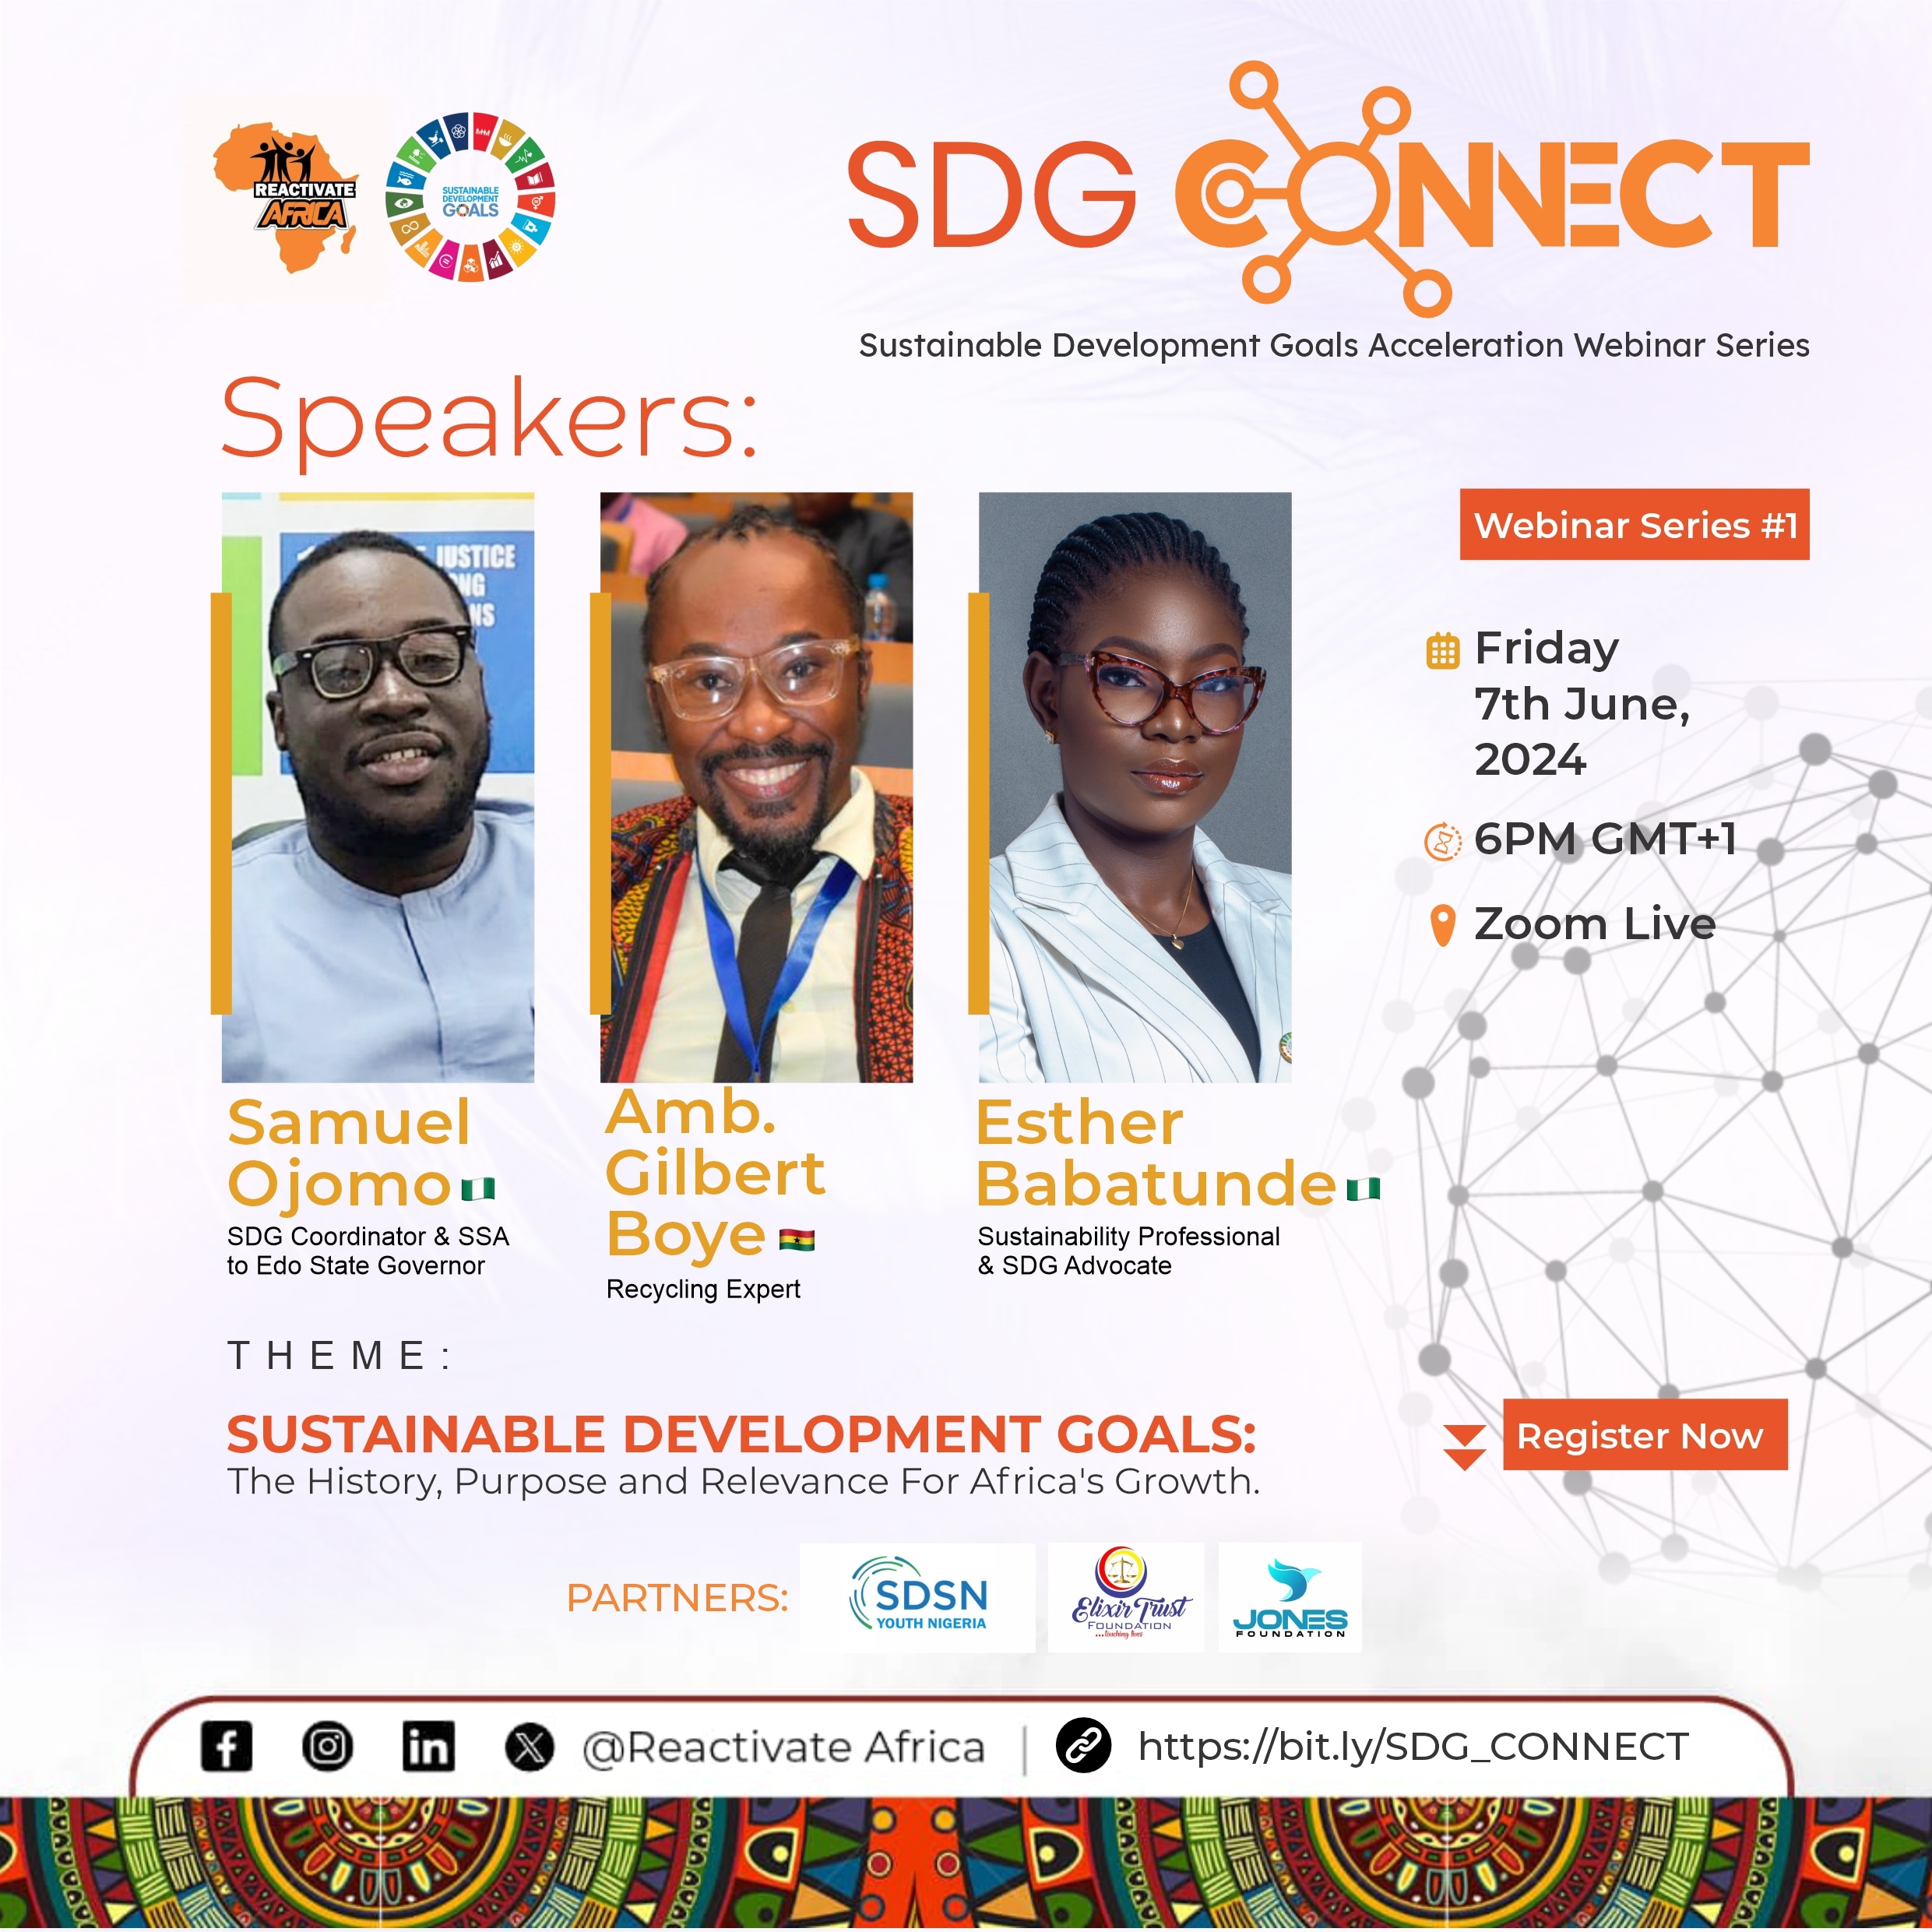 REACTIVATE
AFRICA
SUSTAINABLE
DEVELOPMENT
GOALS
SDG CONNECT
Sustainable Development Goals Acceleration Webinar Series
Speakers:
JUSTICE
Webinar Series #1
Friday
7th June,
2024
6PM GMT+1
Zoom Live
Samuel
Ojomo
SDG Coordinator & SSA
to Edo State Governor
Amb.
Gilbert
Boye
Recycling Expert
Esther
Babatunde
Sustainability Professional
& SDG Advocate
THEME:
SUSTAINABLE DEVELOPMENT GOALS:
The History, Purpose and Relevance For Africa's Growth.
Register Now
PARTNERS:
SDSN
YOUTH NIGERIA
Elixir Trust
FOUNDATION
...touching lives
JONES
FOUNDATION
@Reactivate Africa
https://bit.ly/SDG_CONNECT